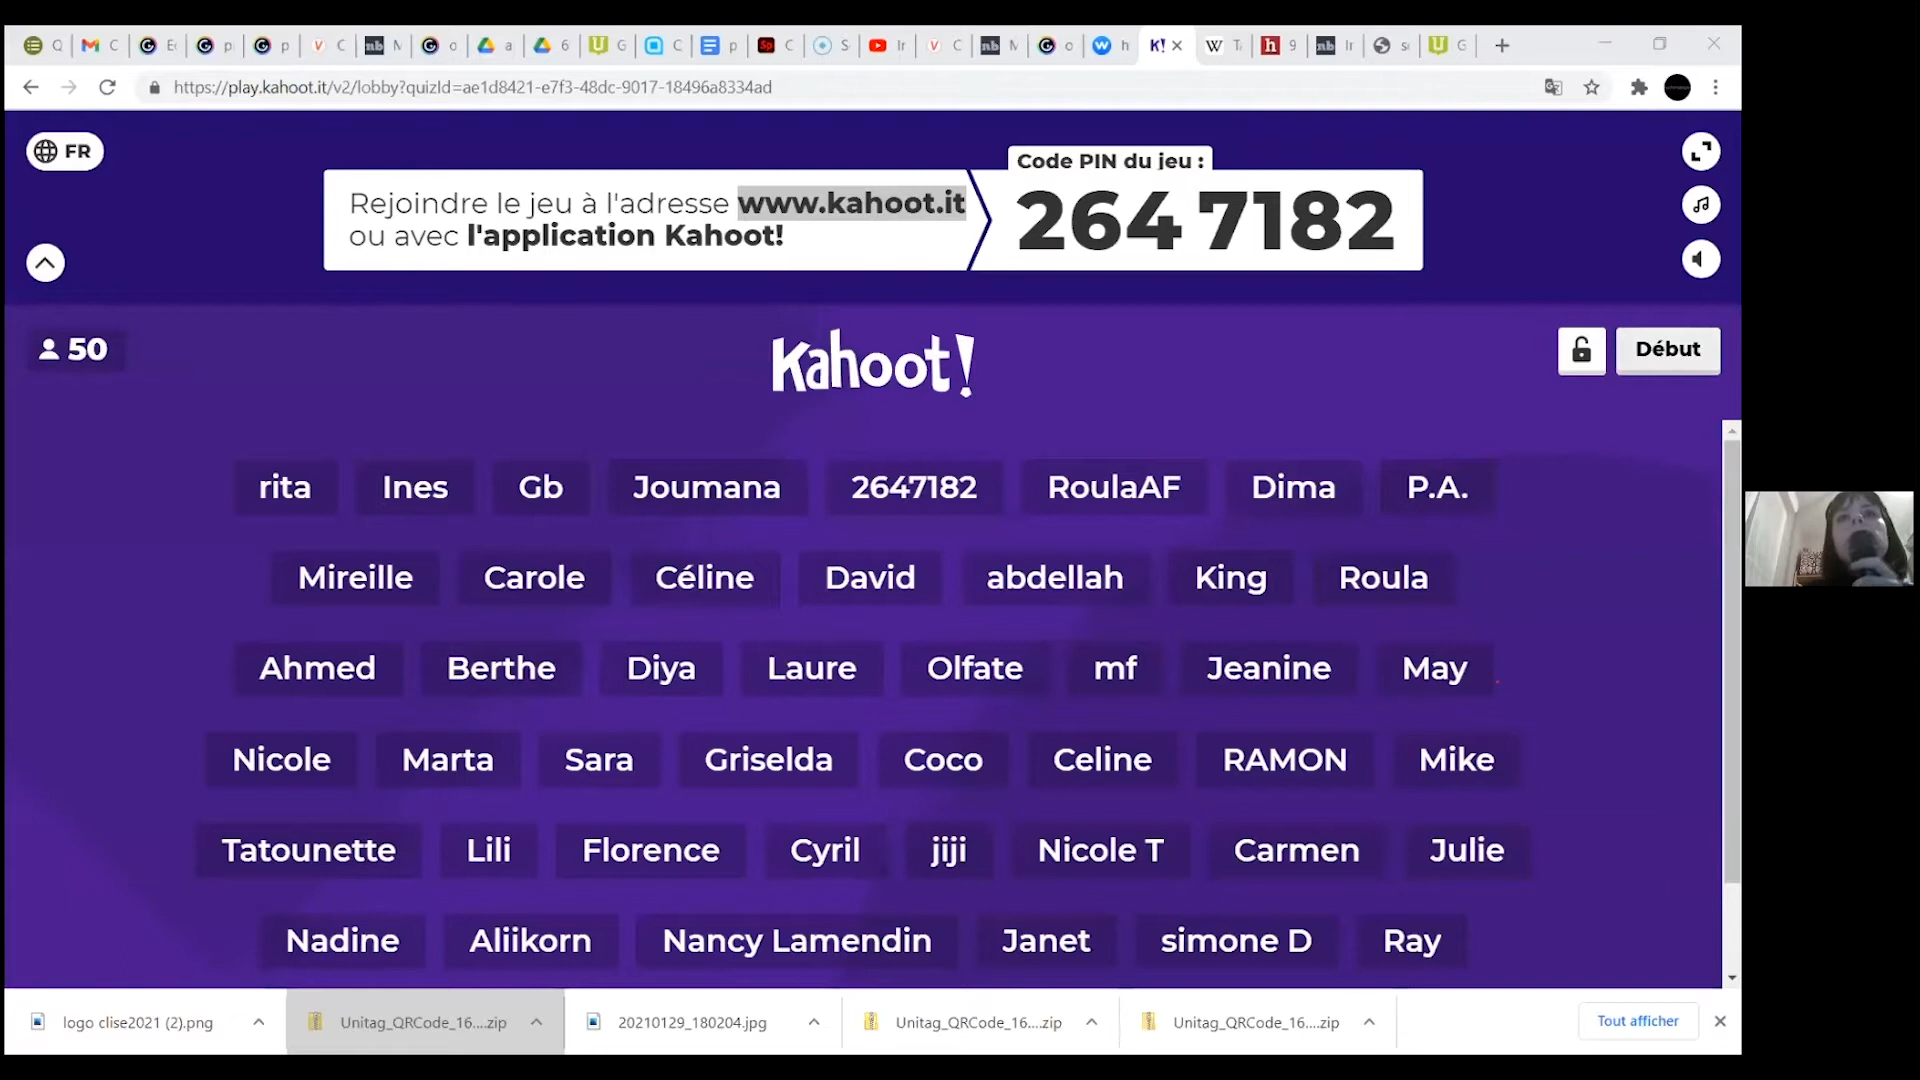 Q C E p p C M o a 6 G C p C S Ir C M o h K! T 9 Ir s G
https://play.kahoot.it/v2/lobby?quizId=ae1d8421-e7f3-48dc-9017-18496a8334ad
FR
Rejoindre le jeu à l'adresse www.kahoot.it
ou avec l'application Kahoot!
Code PIN du jeu :
264 7182
50
Kahoot!
Début
rita Ines Gb Joumana 2647182 RoulaAF Dima P.A.
Mireille Carole Céline David abdellah King Roula
Ahmed Berthe Diya Laure Olfate mf Jeanine May
Nicole Marta Sara Griselda Coco Celine RAMON Mike
Tatounette Lili Florence Cyril jiji Nicole T Carmen Julie
Nadine Aliikorn Nancy Lamendin Janet simone D Ray
logo clise2021 (2).png Unitag_QRCode_16....zip 20210129_180204.jpg Unitag_QRCode_16....zip Unitag_QRCode_16....zip Tout afficher